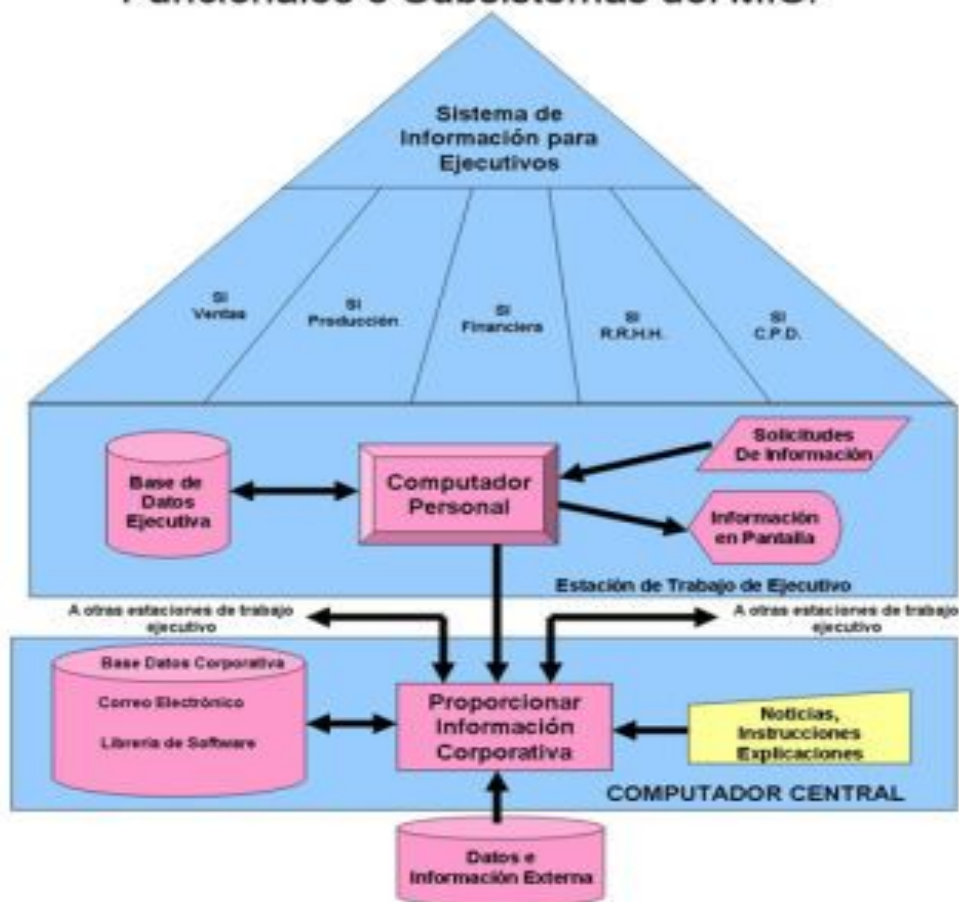 Funcionales o Subsistemas del MIS.
Sistema de
Información para
Ejecutivos
SI
Ventas
SI
Producción
SI
Financiera
SI
R.R.H.H.
SI
C.P.D.
Base de
Datos
Ejecutiva
Computador
Personal
Solicitudes
De Información
Información
en Pantalla
Estación de Trabajo de Ejecutivo
A otras estaciones de trabajo
ejecutivo
A otras estaciones de trabajo
ejecutivo
Base Datos Corporativa
Correo Electrónico
Librería de Software
Proporcionar
Información
Corporativa
Noticias,
Instrucciones
Explicaciones
COMPUTADOR CENTRAL
Datos e
Información Externa